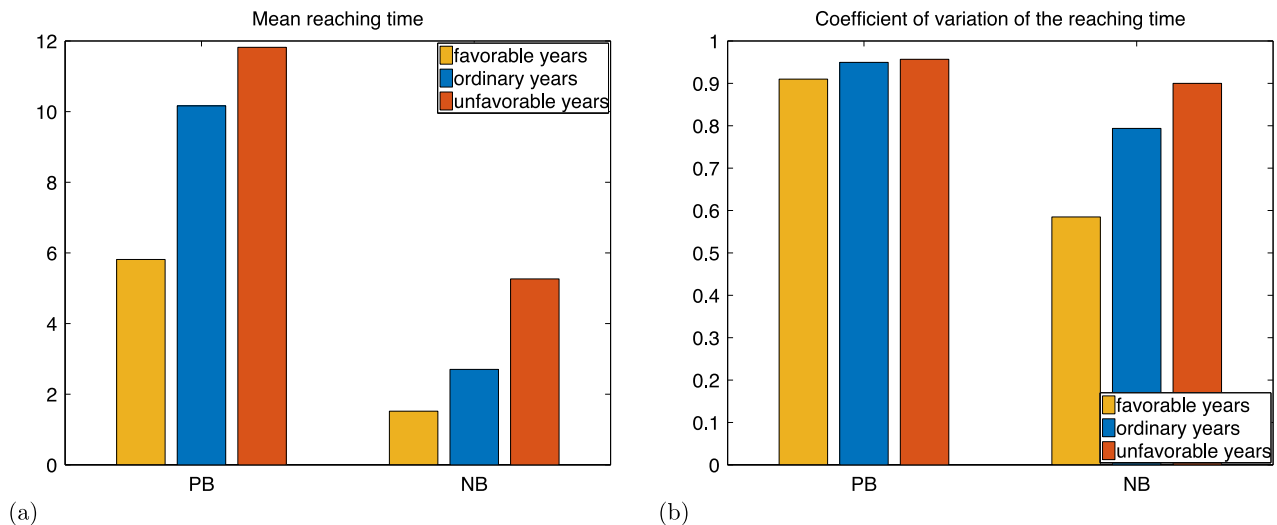 Mean reaching time
12
10
8
6
4
2
0
favorable years
ordinary years
unfavorable years
PB
NB
(a)
Coefficient of variation of the reaching time
1
0.9
0.8
0.7
0.6
0.5
0.4
0.3
0.2
0.1
0
favorable years
ordinary years
unfavorable years
PB
NB
(b)